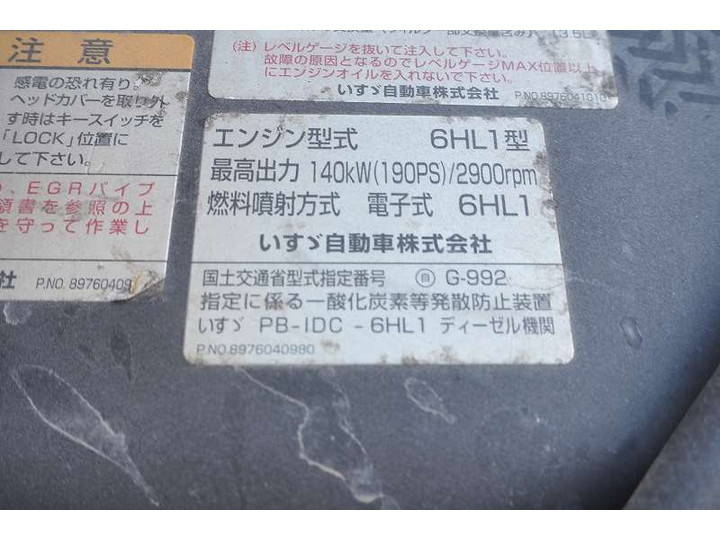 注意
感電の恐れ有り。
ヘッドカバーを取り外
す時はキースイッチを
「LOCK」位置に
EGRパイプ
領書を参照の上
を守って作業し
社 P.NO. 89760409
3.5L
(注) レベルゲージを抜いて注入して下さい。
故障の原因となるのでレベルゲージMAX位置以上
にエンジンオイルを入れないで下さい。
いすゞ自動車株式会社
P.NO.8976041010
エンジン型式 6HL1型
最高出力 140kW(190PS)/2900rpm
燃料噴射方式 電子式 6HL1
いすゞ自動車株式会社
国土交通省型式指定番号 自 G-992
指定に係る一酸化炭素等発散防止装置
いすゞ PB-IDC-6HL1 ディーゼル機関
P.NO.8976040980